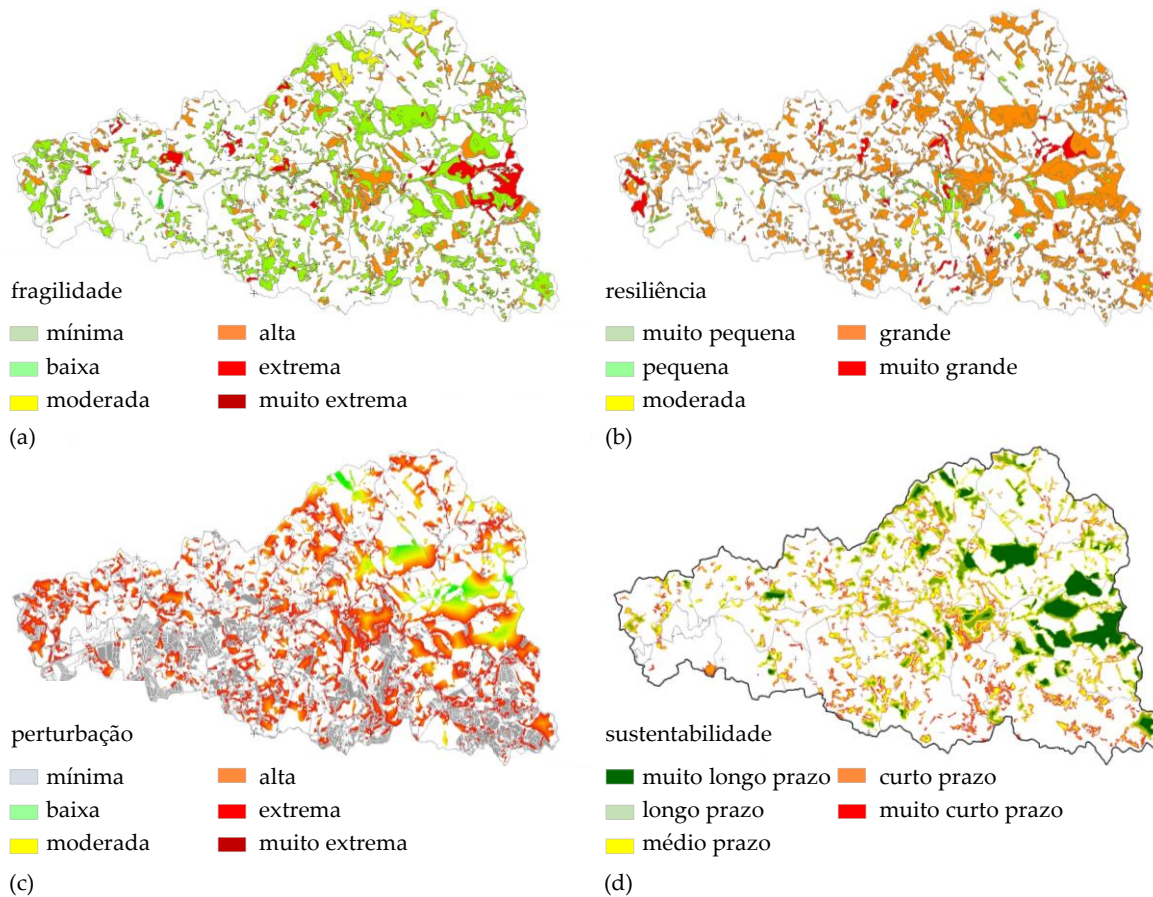 fragilidade
mínima
alta
baixa
extrema
moderada
muito extrema
(a)
resiliência
muito pequena
grande
pequena
muito grande
moderada
(b)
perturbação
mínima
alta
baixa
extrema
moderada
muito extrema
(c)
sustentabilidade
muito longo prazo
curto prazo
longo prazo
muito curto prazo
médio prazo
(d)